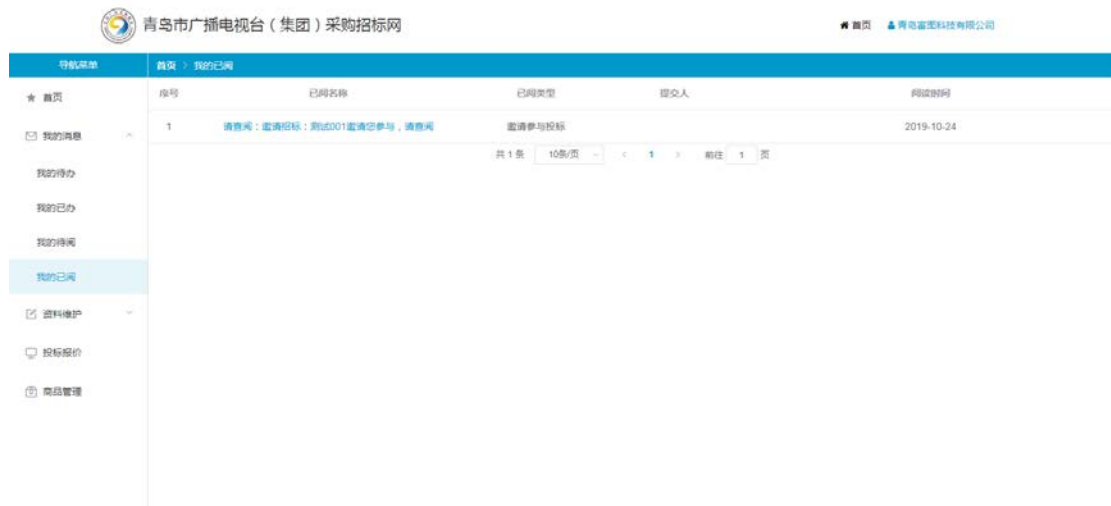 青岛市广播电视台（集团）采购招标网
首页 青岛富图科技有限公司
导航菜单
首页 > 我的已阅
首页
我的消息
我的待办
我的已办
我的待阅
我的已阅
资料维护
投标报价
商品管理
序号 已阅名称 已阅类型 提交人 阅读时间
1 请查阅：邀请招标：测试001邀请您参与，请查阅 邀请参与投标 2019-10-24
共 1 条 10条/页 < 1 > 前往 1 页